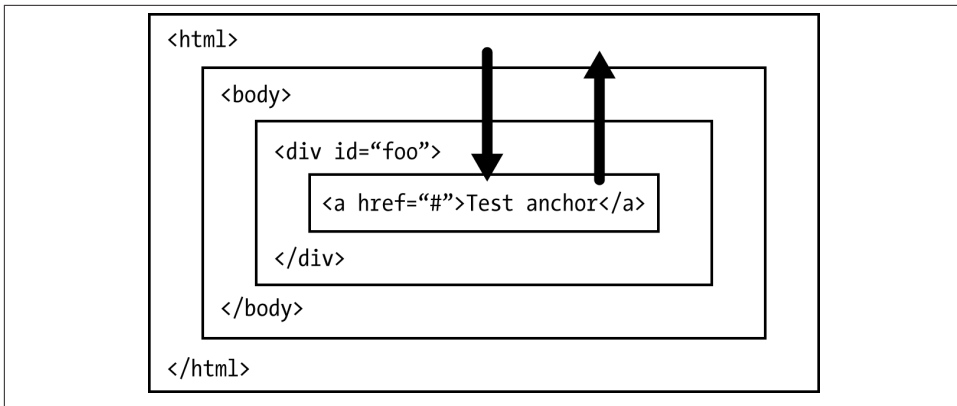 <html>
<body>
<div id=“foo”>
<a href=“#”>Test anchor</a>
</div>
</body>
</html>